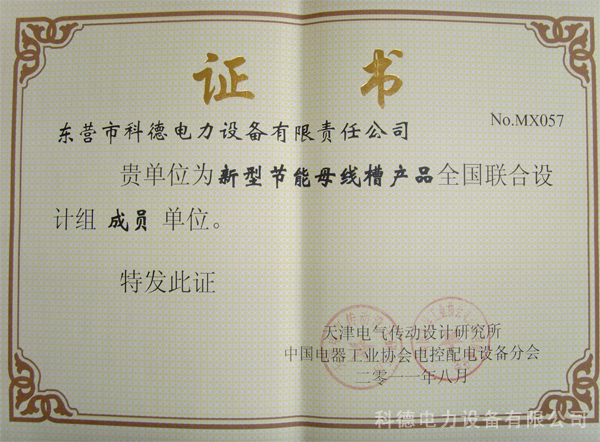 证书
东营市科德电力设备有限责任公司
No.MX057
贵单位为新型节能母线槽产品全国联合设
计组 成员 单位。
特发此证
天津电气传动设计研究所
中国电器工业协会电控配电设备分会
二零一一年八月
科德电力设备有限公司